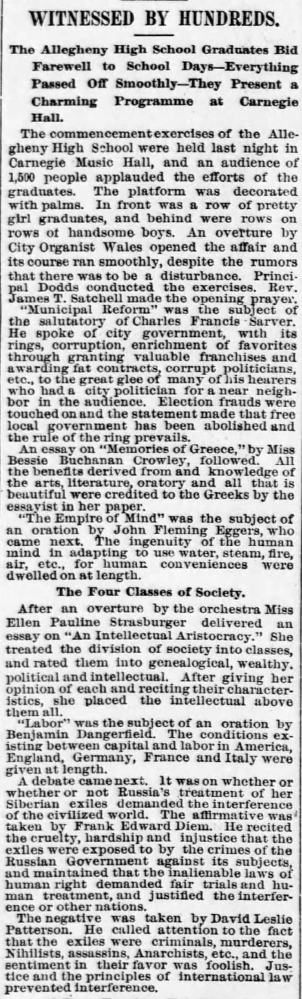 WITNESSED BY HUNDREDS.
The Allegheny High School Graduates Bid
Farewell to School Days—Everything
Passed Off Smoothly—They Present a
Charming Programme at Carnegie
Hall.
The commencement exercises of the Alle-
gheny High School were held last night in
Carnegie Music Hall, and an audience of
1,500 people applauded the efforts of the
graduates. The platform was decorated
with palms. In front was a row of pretty
girl graduates, and behind were rows on
rows of handsome boys. An overture by
City Organist Wales opened the affair and
its course ran smoothly, despite the rumors
that there was to be a disturbance. Princi-
pal Dodds conducted the exercises. Rev.
James T. Satchell made the opening prayer.
"Municipal Reform" was the subject of
the salutatory of Charles Francis Sarver.
He spoke of city government, with its
rings, corruption, enrichment of favorites
through granting valuable franchises and
awarding fat contracts, corrupt politicians,
etc., to the great glee of many of his hearers
who had a city politician for a near neigh-
bor in the audience. Election frauds were
touched on and the statement made that free
local government has been abolished and
the rule of the ring prevails.
An essay on "Memories of Greece," by Miss
Bessie Buchanan Crowley, followed. All
the benefits derived from and knowledge of
the arts, literature, oratory and all that is
beautiful were credited to the Greeks by the
essayist in her paper.
"The Empire of Mind" was the subject of
an oration by John Fleming Eggers, who
came next. The ingenuity of the human
mind in adapting to use water, steam, fire,
air, etc., for human conveniences were
dwelled on at length.
The Four Classes of Society.
After an overture by the orchestra Miss
Ellen Pauline Strasburger delivered an
essay on "An Intellectual Aristocracy." She
treated the division of society into classes,
and rated them into genealogical, wealthy,
political and intellectual. After giving her
opinion of each and reciting their character-
istics, she placed the intellectual above
them all.
"Labor" was the subject of an oration by
Benjamin Dangerfield. The conditions ex-
isting between capital and labor in America,
England, Germany, France and Italy were
given at length.
A debate came next. It was on whether or
whether or not Russia's treatment of her
Siberian exiles demanded the interference
of the civilized world. The affirmative was
taken by Frank Edward Diem. He recited
the cruelty, hardship and injustice that the
exiles were exposed to by the crimes of the
Russian Government against its subjects,
and maintained that the inalienable laws of
human right demanded fair trials and hu-
man treatment, and justified the interfer-
ence or other nations.
The negative was taken by David Leslie
Patterson. He called attention to the fact
that the exiles were criminals, murderers,
Nihilists, assassins, Anarchists, etc., and the
sentiment in their favor was foolish. Jus-
tice and the principles of international law
prevented interference.